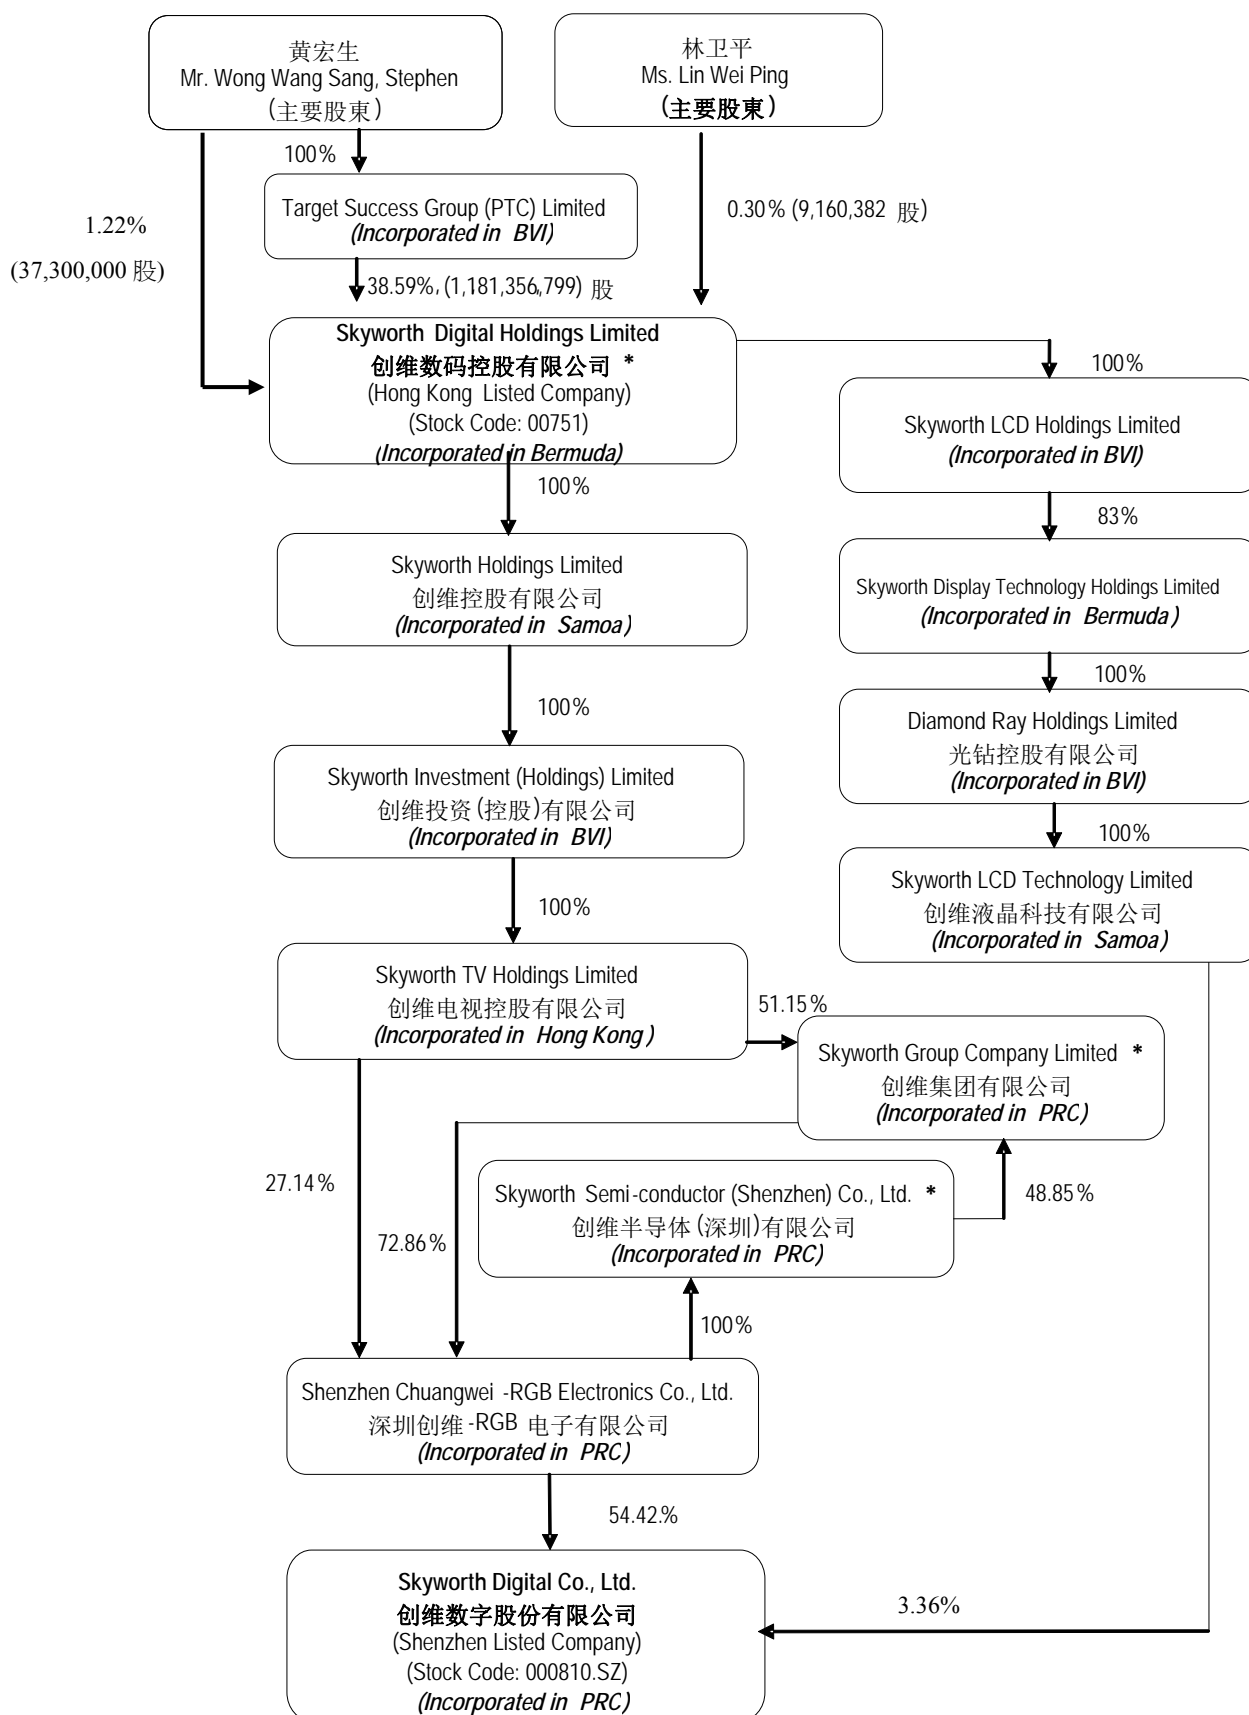 黄宏生
Mr. Wong Wang Sang, Stephen
(主要股東)
林卫平
Ms. Lin Wei Ping
(主要股東)
100%
Target Success Group (PTC) Limited
(Incorporated in BVI)
1.22%
(37,300,000 股)
0.30% (9,160,382 股)
38.59%, (1,181,356,799) 股
Skyworth Digital Holdings Limited
创维数码控股有限公司 *
(Hong Kong Listed Company)
(Stock Code: 00751)
(Incorporated in Bermuda)
100%
Skyworth LCD Holdings Limited
(Incorporated in BVI)
100%
83%
Skyworth Holdings Limited
创维控股有限公司
(Incorporated in Samoa)
Skyworth Display Technology Holdings Limited
(Incorporated in Bermuda)
100%
100%
Skyworth Investment (Holdings) Limited
创维投资(控股)有限公司
(Incorporated in BVI)
Diamond Ray Holdings Limited
光钻控股有限公司
(Incorporated in BVI)
100%
100%
Skyworth LCD Technology Limited
创维液晶科技有限公司
(Incorporated in Samoa)
Skyworth TV Holdings Limited
创维电视控股有限公司
(Incorporated in Hong Kong)
51.15%
Skyworth Group Company Limited *
创维集团有限公司
(Incorporated in PRC)
27.14%
72.86%
Skyworth Semi-conductor (Shenzhen) Co., Ltd. *
创维半导体(深圳)有限公司
(Incorporated in PRC)
48.85%
100%
Shenzhen Chuangwei -RGB Electronics Co., Ltd.
深圳创维-RGB 电子有限公司
(Incorporated in PRC)
54.42.%
Skyworth Digital Co., Ltd.
创维数字股份有限公司
(Shenzhen Listed Company)
(Stock Code: 000810.SZ)
(Incorporated in PRC)
3.36%